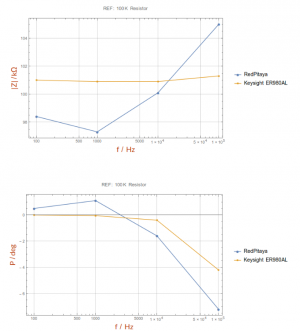 REF: 100K Resistor
|Z|/kΩ
104
102
100
98
100 500 1000 5000 1×10⁴ 5×10⁴ 1×10⁵
f / Hz
RedPitaya
Keysight ER980AL
REF: 100K Resistor
P / deg
0
-2
-4
-6
100 500 1000 5000 1×10⁴ 5×10⁴ 1×10⁵
f / Hz
RedPitaya
Keysight ER980AL